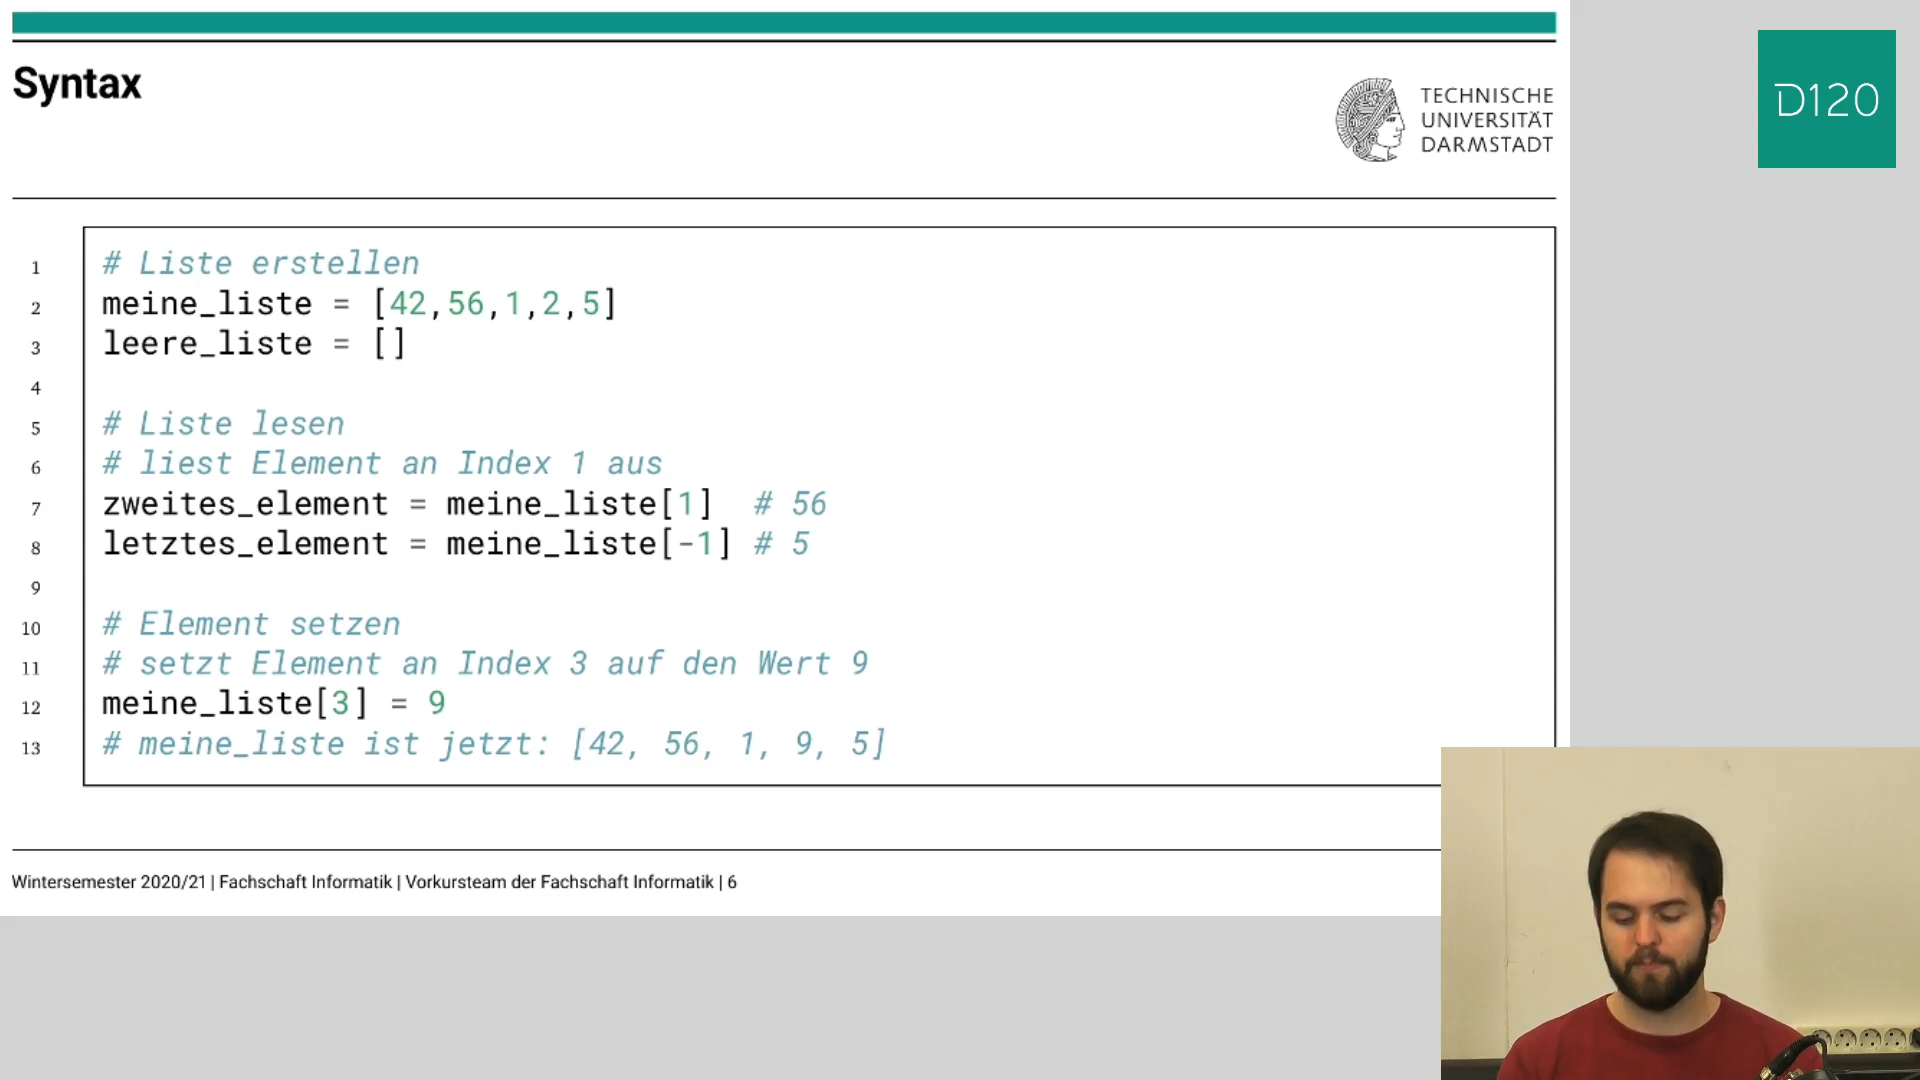 Syntax
TECHNISCHE
UNIVERSITÄT
DARMSTADT
D120
1 # Liste erstellen
2 meine_liste = [42,56,1,2,5]
3 leere_liste = []
4
5 # Liste lesen
6 # liest Element an Index 1 aus
7 zweites_element = meine_liste[1]  # 56
8 letztes_element = meine_liste[-1] # 5
9
10 # Element setzen
11 # setzt Element an Index 3 auf den Wert 9
12 meine_liste[3] = 9
13 # meine_liste ist jetzt: [42, 56, 1, 9, 5]
Wintersemester 2020/21 | Fachschaft Informatik | Vorkursteam der Fachschaft Informatik | 6